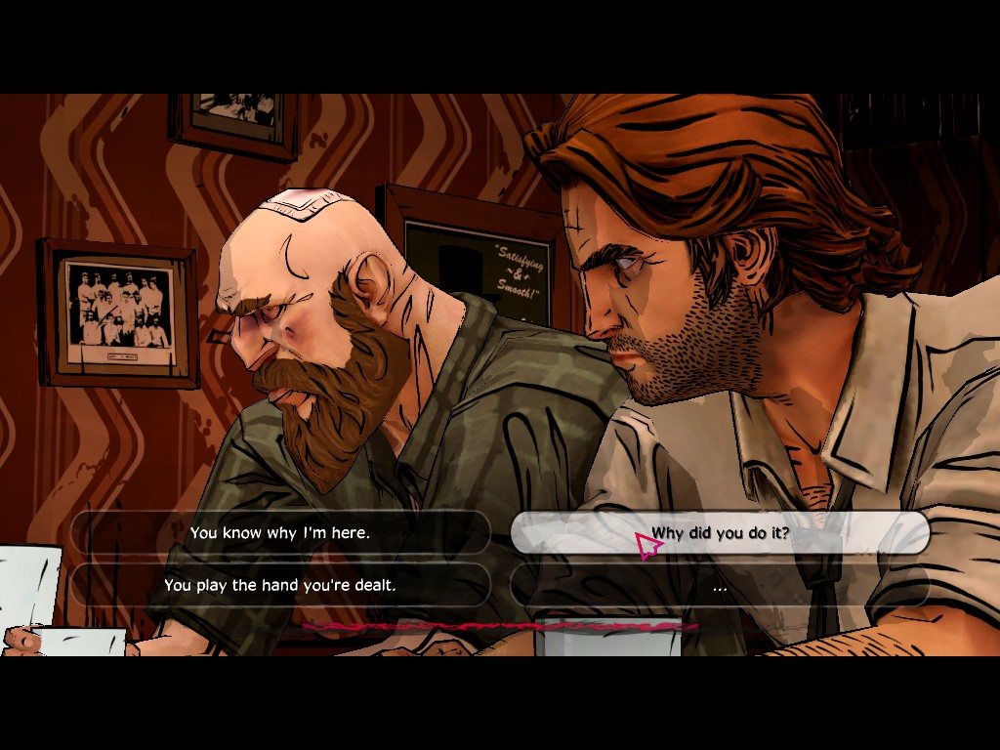 "Satisfying
~&~
Smooth!"
You know why I'm here.
Why did you do it?
You play the hand you're dealt.
...